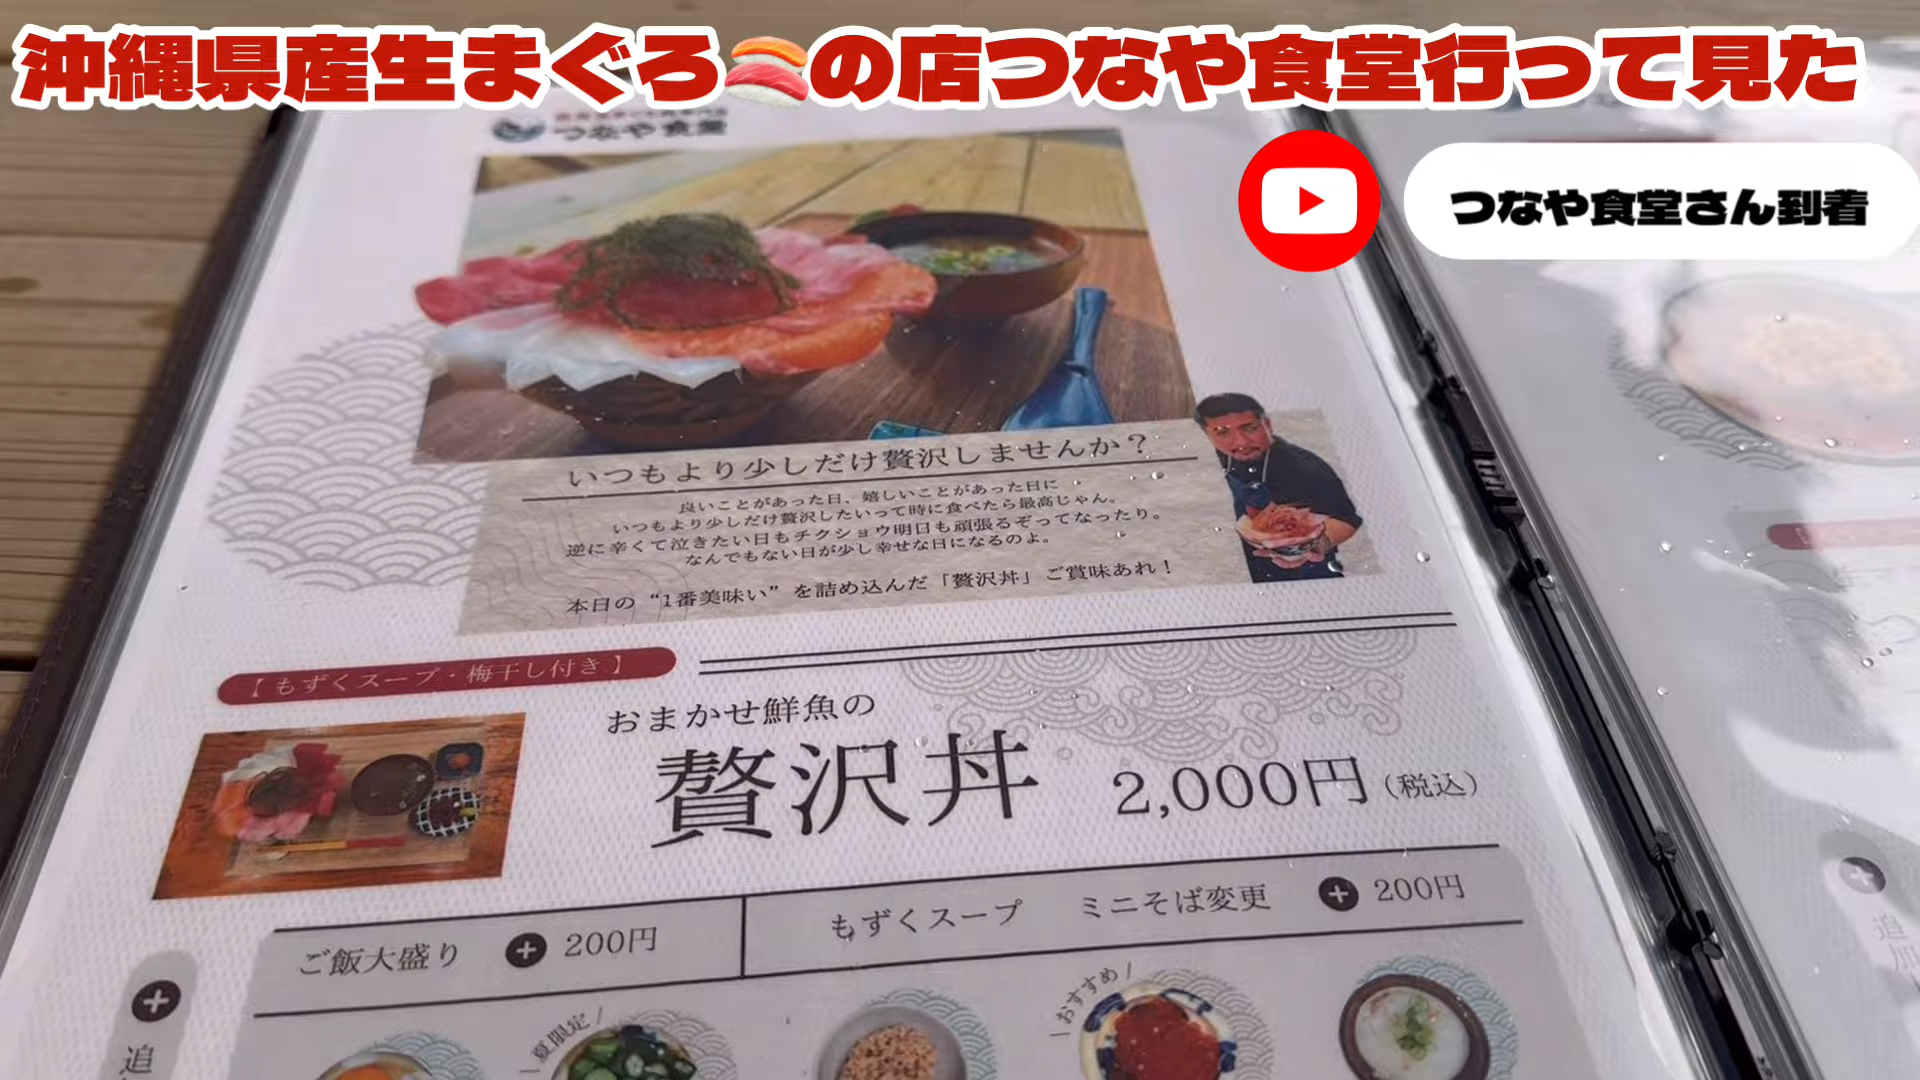 沖縄県産生まぐろ🍣の店つなや食堂行って見た
つなや食堂さん到着
つなや食堂
いつもより少しだけ贅沢しませんか？
良いことがあった日、嬉しいことがあった日に
いつもより少しだけ贅沢したいって時に食べたら最高じゃん。
逆に辛くて泣きたい日もチクショウ明日も頑張るぞってなったり。
なんでもない日が少し幸せな日になるのよ。
本日の“1番美味い”を詰め込んだ「贅沢丼」ご賞味あれ！
【もずくスープ・梅干し付き】
おまかせ鮮魚の
贅沢丼 2,000円（税込）
ご飯大盛り + 200円
もずくスープ ミニそば変更 + 200円
+
追
夏限定
おすすめ
+
追